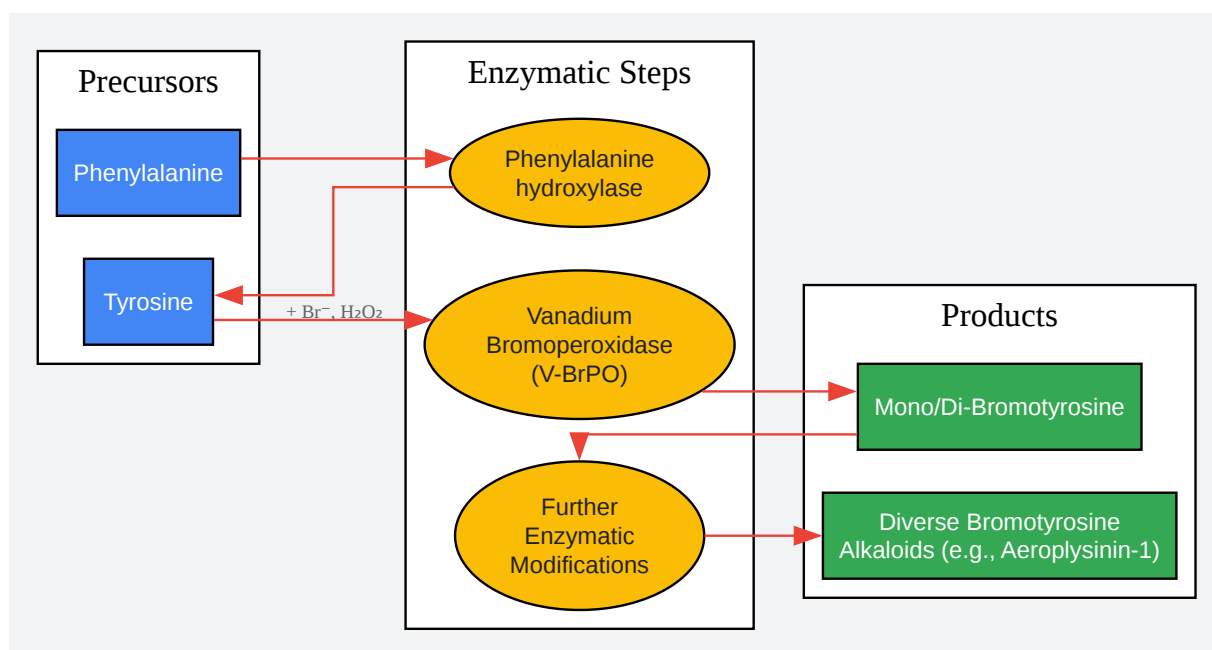 Precursors
Phenylalanine
Tyrosine
+ Br⁻, H₂O₂
Enzymatic Steps
Phenylalanine
hydroxylase
Vanadium
Bromoperoxidase
(V-BrPO)
Further
Enzymatic
Modifications
Products
Mono/Di-Bromotyrosine
Diverse Bromotyrosine
Alkaloids (e.g., Aeroplysinin-1)